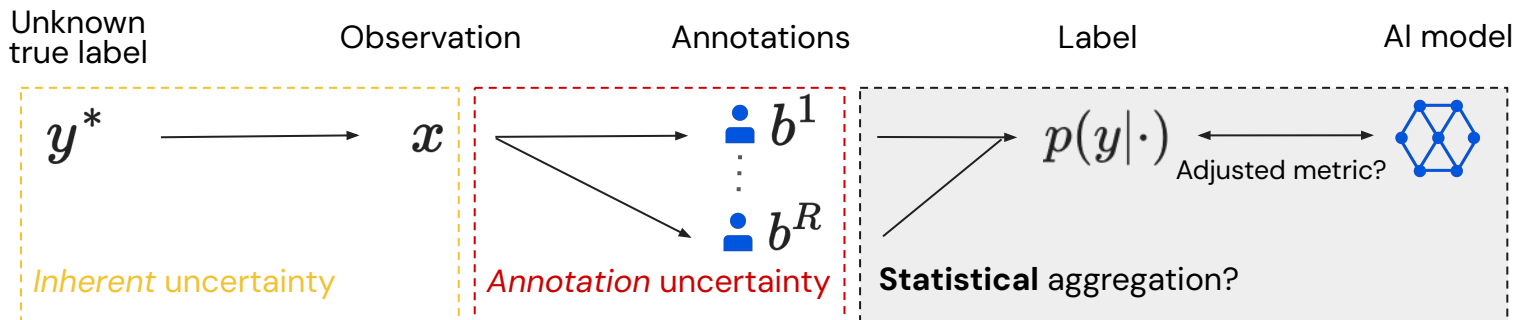 Unknown
true label
Observation
Annotations
Label
AI model
y*
x
b¹
p(y|·)
Adjusted metric?
b^R
Inherent uncertainty
Annotation uncertainty
Statistical aggregation?